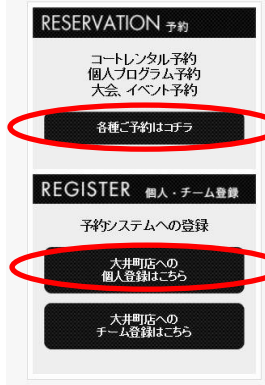 RESERVATION 予約
コートレンタル予約
個人プログラム予約
大会、イベント予約
各種ご予約はコチラ
REGISTER 個人・チーム登録
予約システムへの登録
大井町店への
個人登録はこちら
大井町店への
チーム登録はこちら